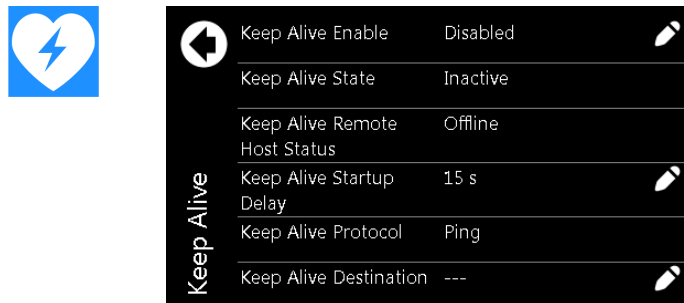 Keep Alive
Keep Alive Enable Disabled
Keep Alive State Inactive
Keep Alive Remote Offline
Host Status
Keep Alive Startup 15 s
Delay
Keep Alive Protocol Ping
Keep Alive Destination ---